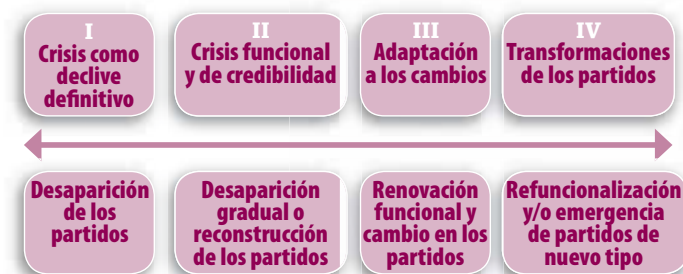 I
Crisis como
declive
definitivo
II
Crisis funcional
y de credibilidad
III
Adaptación
a los cambios
IV
Transformaciones
de los partidos
Desaparición
de los
partidos
Desaparición
gradual o
reconstrucción
de los partidos
Renovación
funcional y
cambio en los
partidos
Refuncionalización
y/o emergencia
de partidos de
nuevo tipo